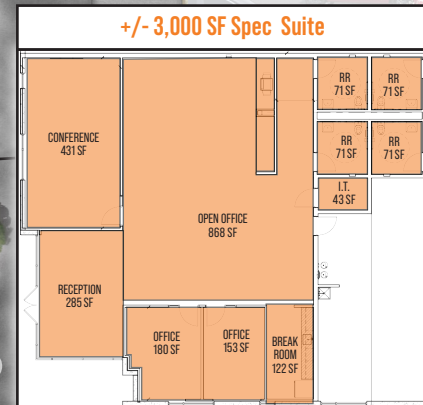 +/- 3,000 SF Spec Suite
RR
71 SF
RR
71 SF
CONFERENCE
431 SF
RR
71 SF
RR
71 SF
I.T.
43 SF
OPEN OFFICE
868 SF
RECEPTION
285 SF
OFFICE
180 SF
OFFICE
153 SF
BREAK
ROOM
122 SF